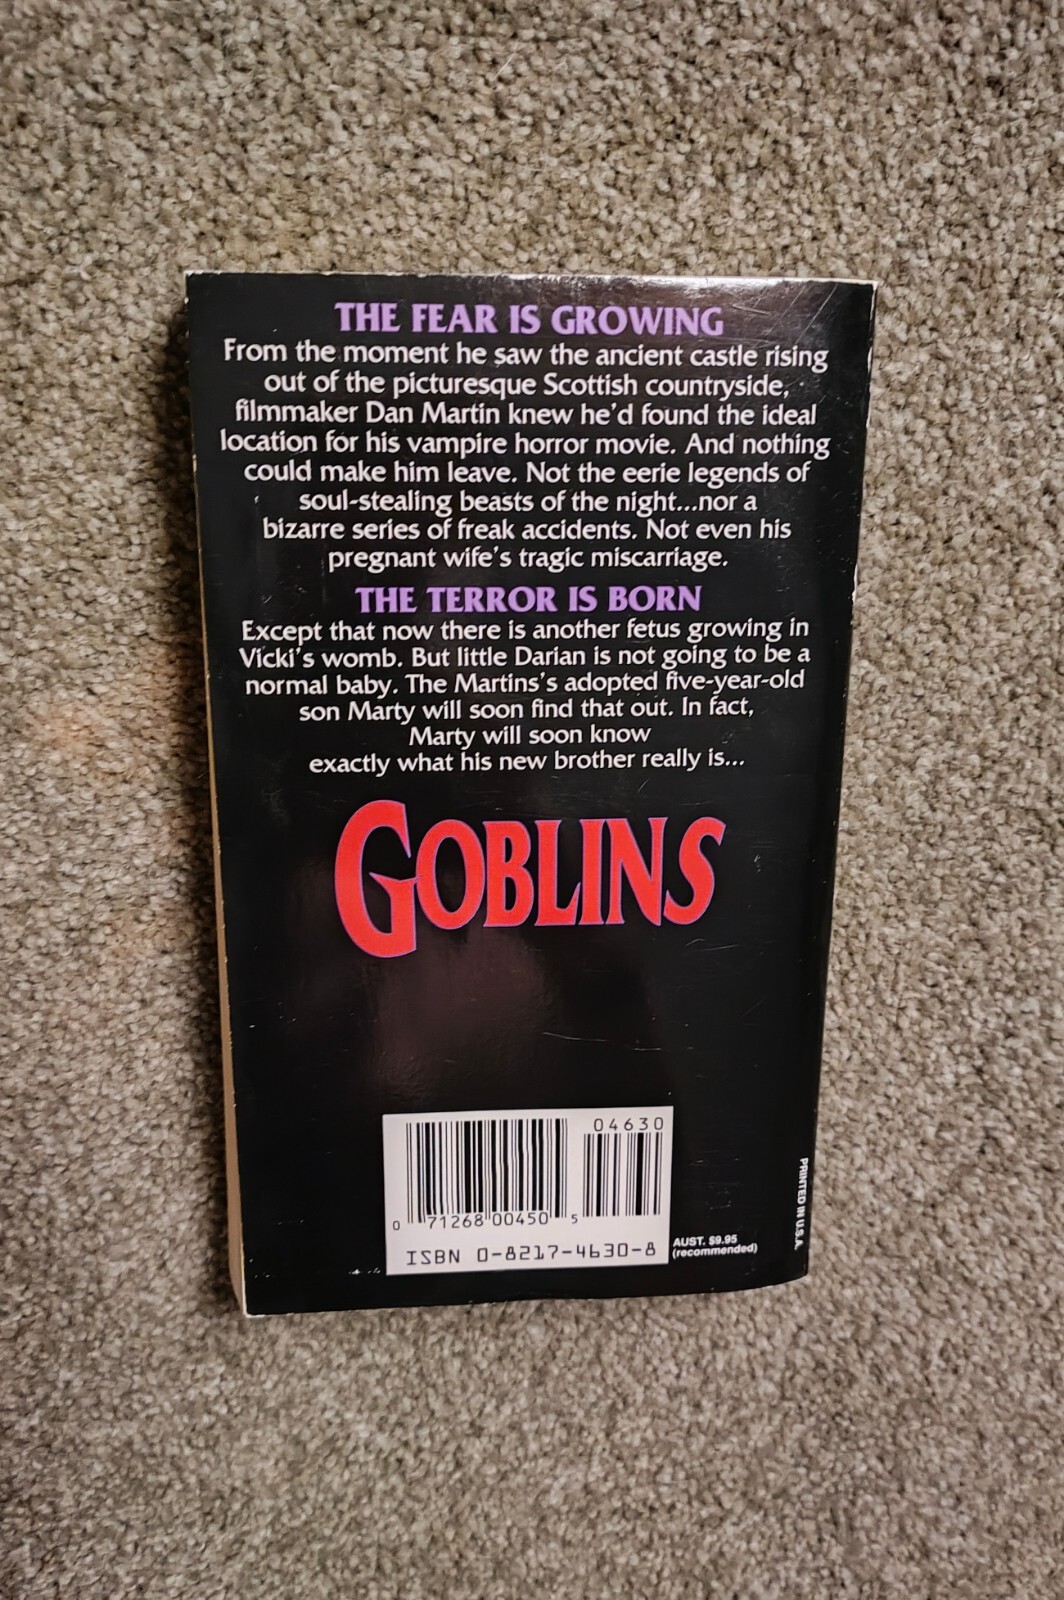 THE FEAR IS GROWING
From the moment he saw the ancient castle rising
out of the picturesque Scottish countryside,
filmmaker Dan Martin knew he'd found the ideal
location for his vampire horror movie. And nothing
could make him leave. Not the eerie legends of
soul-stealing beasts of the night...nor a
bizarre series of freak accidents. Not even his
pregnant wife's tragic miscarriage.
THE TERROR IS BORN
Except that now there is another fetus growing in
Vicki's womb. But little Darian is not going to be a
normal baby. The Martins's adopted five-year-old
son Marty will soon find that out. In fact,
Marty will soon know
exactly what his new brother really is...
GOBLINS
04630
0 71268 00450 5
ISBN 0-8217-4630-8
AUST. $9.95
(recommended)
PRINTED IN U.S.A.